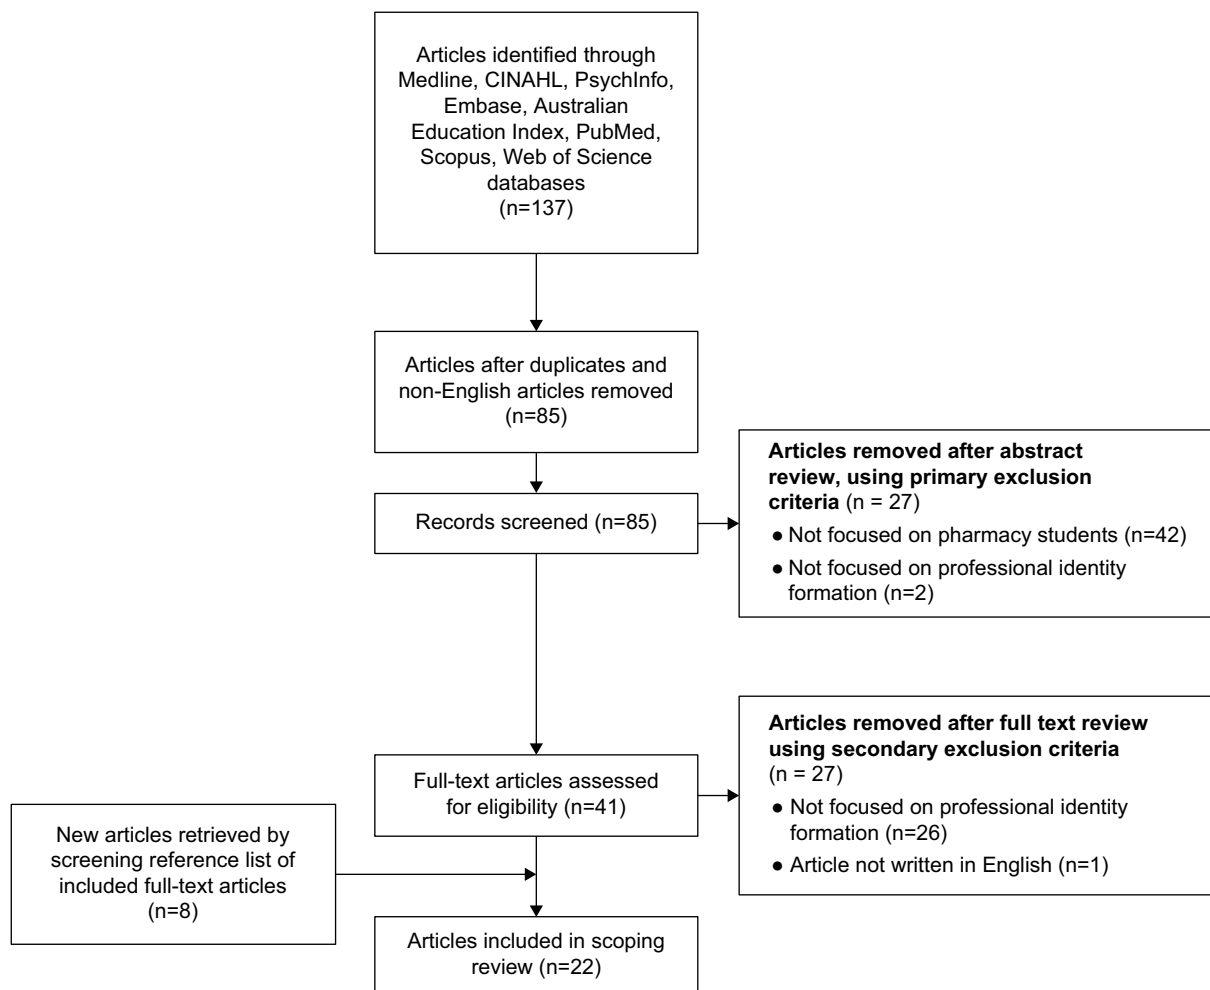 Articles identified through
Medline, CINAHL, PsychInfo,
Embase, Australian
Education Index, PubMed,
Scopus, Web of Science
databases
(n=137)
Articles after duplicates and
non-English articles removed
(n=85)
Records screened (n=85)
Articles removed after abstract
review, using primary exclusion
criteria (n = 27)
● Not focused on pharmacy students (n=42)
● Not focused on professional identity
formation (n=2)
Full-text articles assessed
for eligibility (n=41)
Articles removed after full text review
using secondary exclusion criteria
(n = 27)
● Not focused on professional identity
formation (n=26)
● Article not written in English (n=1)
New articles retrieved by
screening reference list of
included full-text articles
(n=8)
Articles included in scoping
review (n=22)